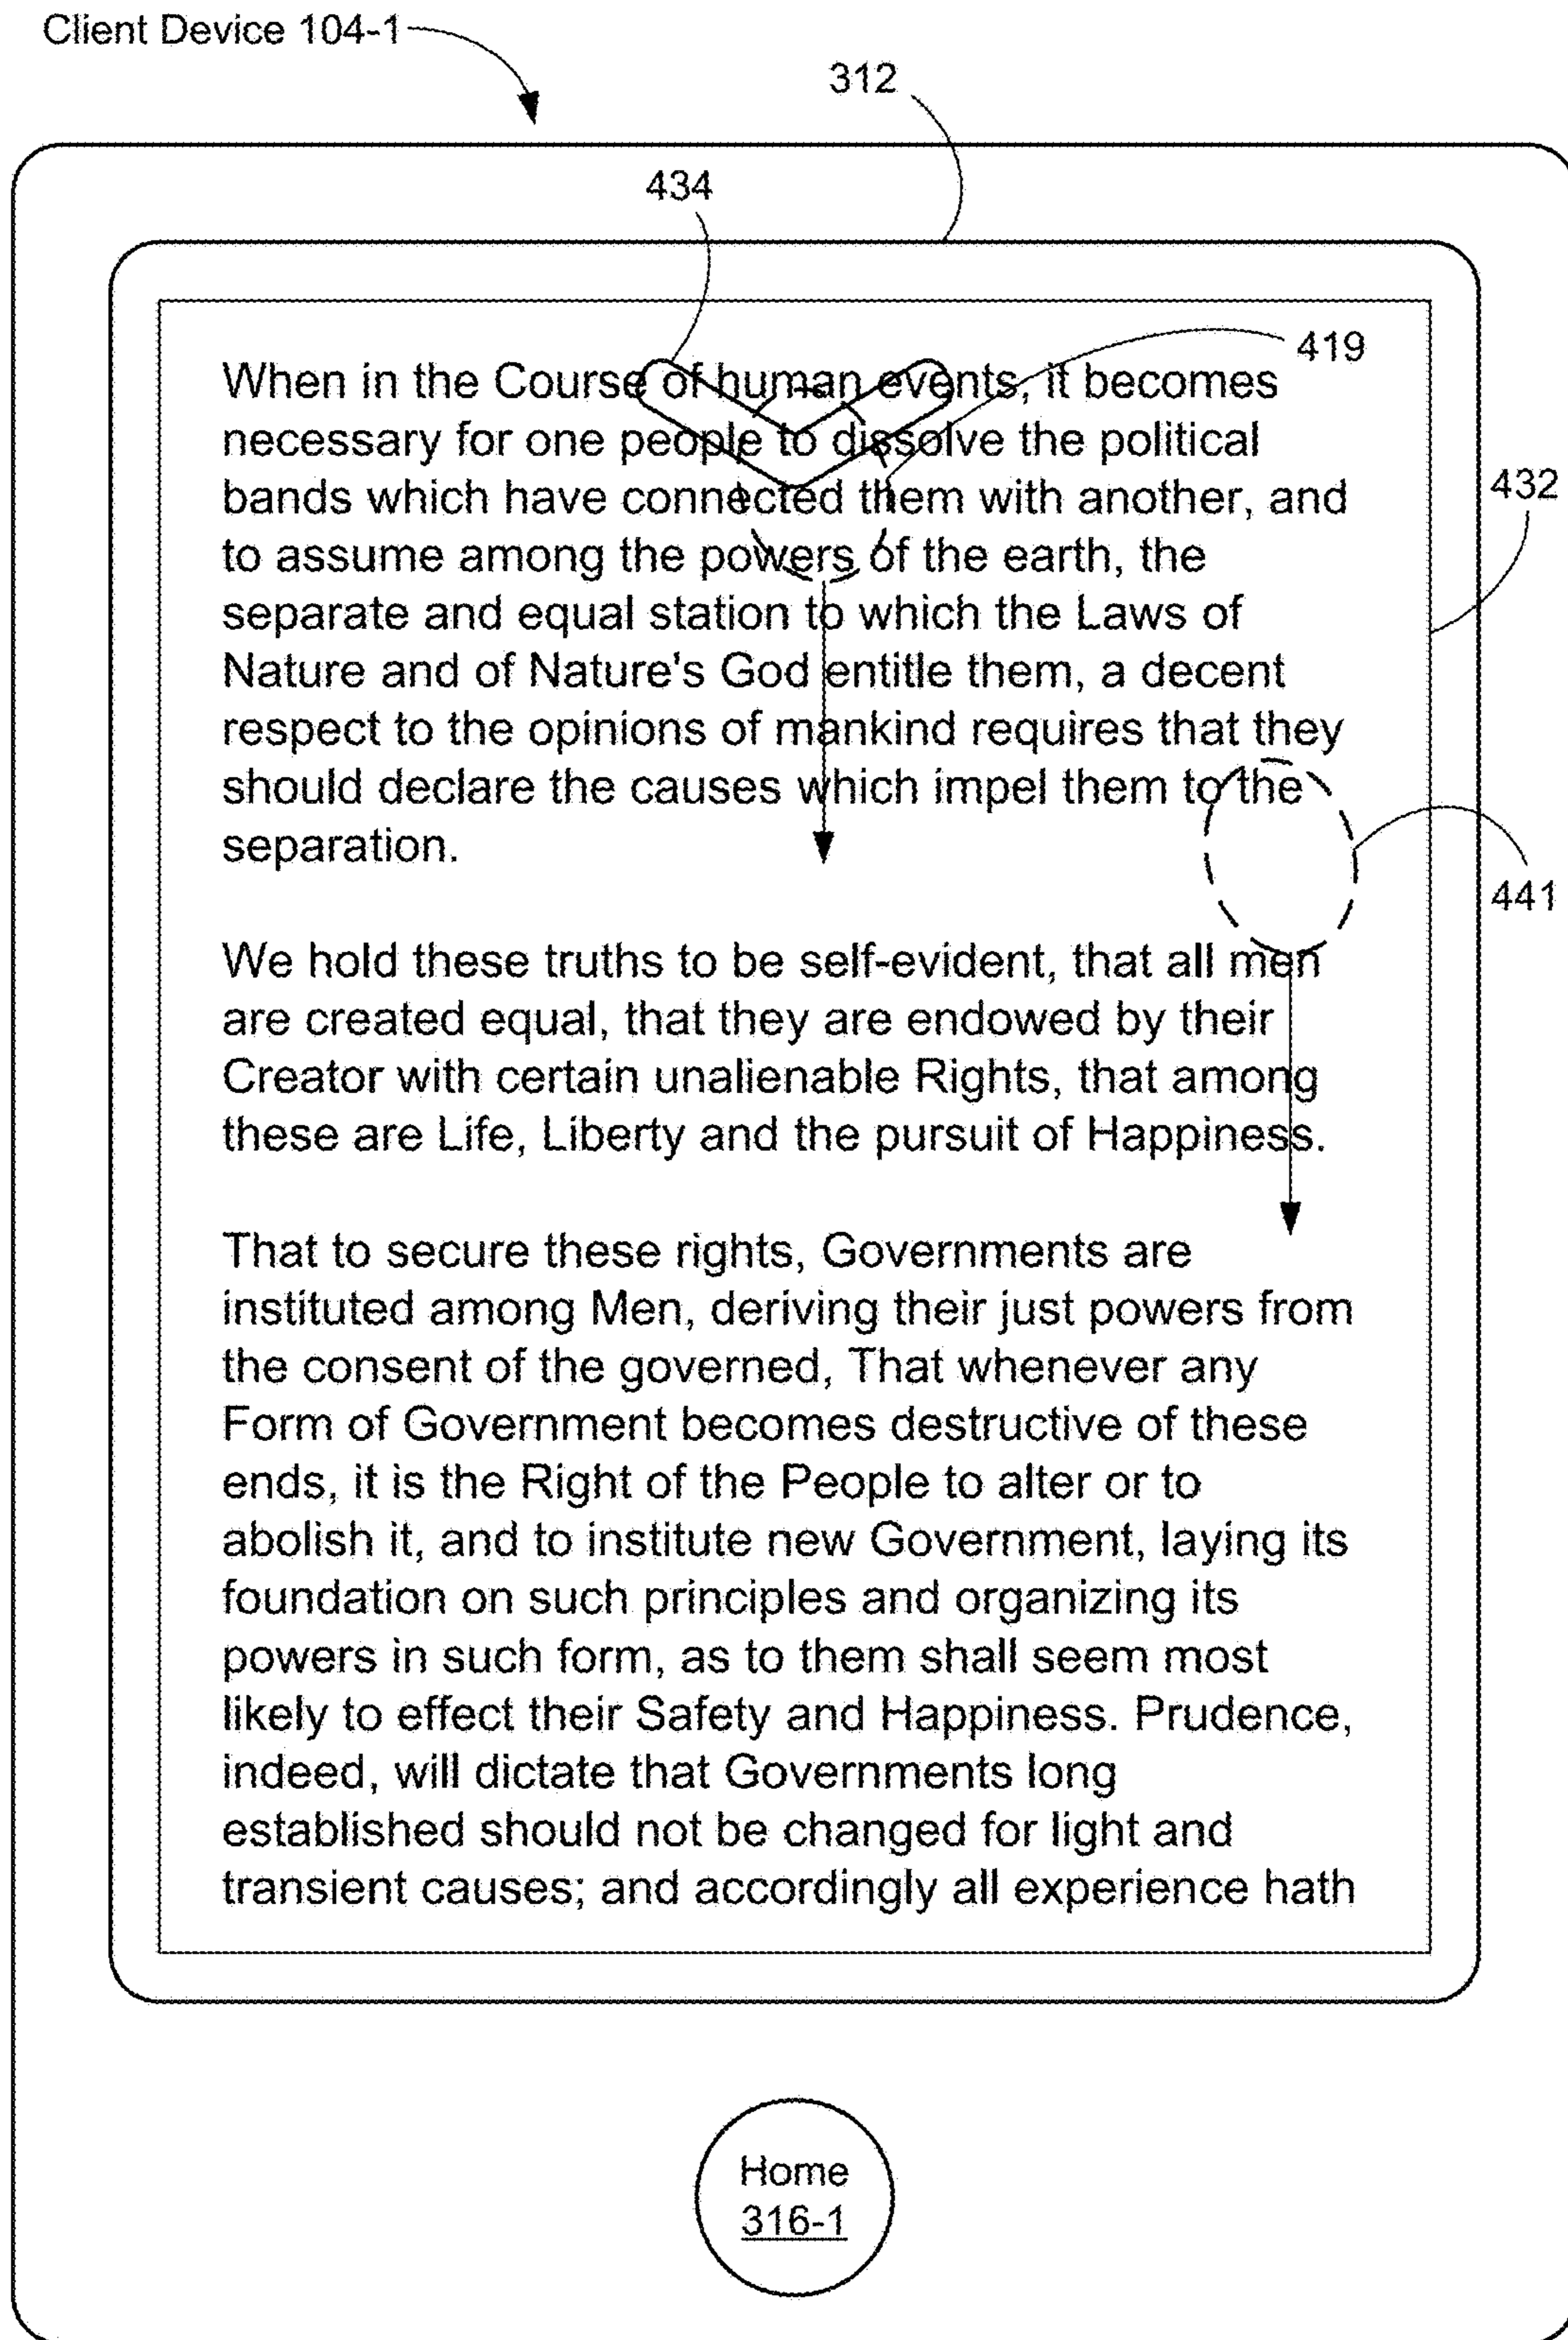 Client Device 104-1
312
434
419
When in the Course of human events, it becomes
necessary for one people to dissolve the political
bands which have connected them with another, and
432
to assume among the powers of the earth, the
separate and equal station to which the Laws of
Nature and of Nature's God entitle them, a decent
respect to the opinions of mankind requires that they
should declare the causes which impel them to the
separation.
441
We hold these truths to be self-evident, that all men
are created equal, that they are endowed by their
Creator with certain unalienable Rights, that among
these are Life, Liberty and the pursuit of Happiness.
That to secure these rights, Governments are
instituted among Men, deriving their just powers from
the consent of the governed, That whenever any
Form of Government becomes destructive of these
ends, it is the Right of the People to alter or to
abolish it, and to institute new Government, laying its
foundation on such principles and organizing its
powers in such form, as to them shall seem most
likely to effect their Safety and Happiness. Prudence,
indeed, will dictate that Governments long
established should not be changed for light and
transient causes; and accordingly all experience hath
Home
316-1